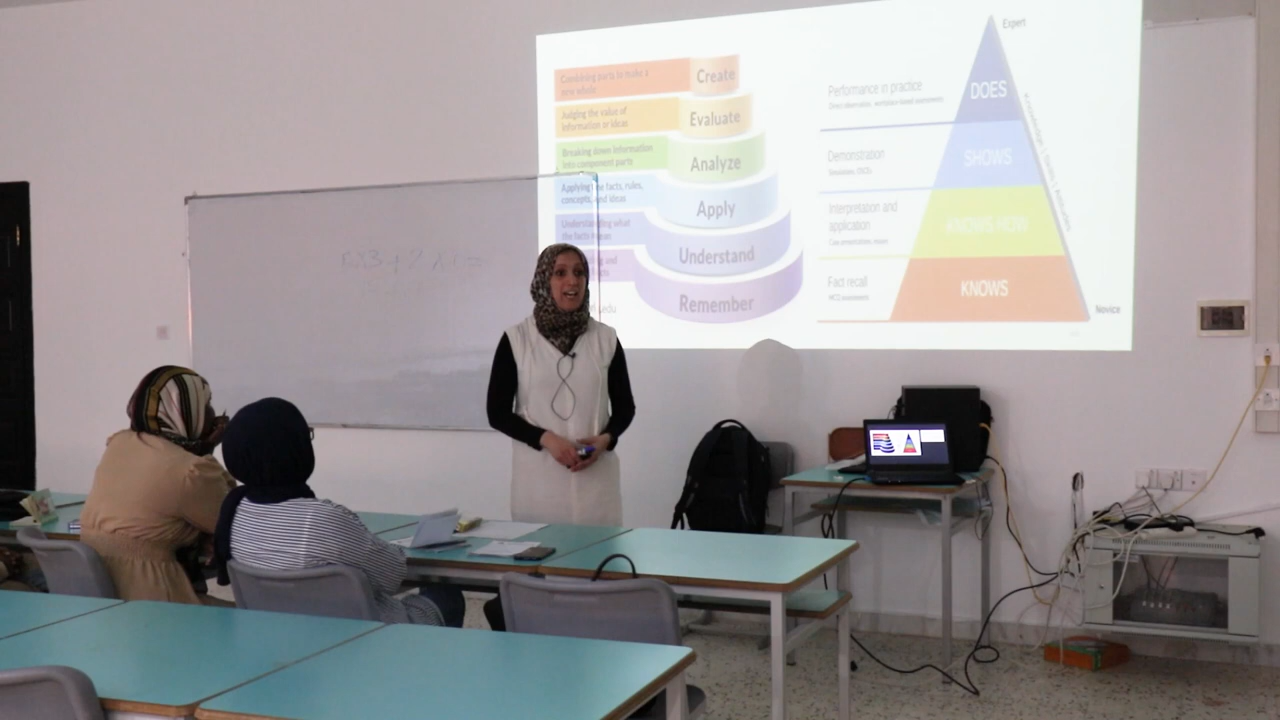 Combining parts to make a
new whole
Create
Judging the value of
information or ideas
Evaluate
Breaking down information
into component parts
Analyze
Applying the facts, rules,
concepts, and ideas
Apply
Understanding what
the facts mean
Understand
and
Remember
.edu
Expert
Performance in practice
DOES
Demonstration
SHOWS
Interpretation and
application
KNOWS HOW
Fact recall
KNOWS
Novice